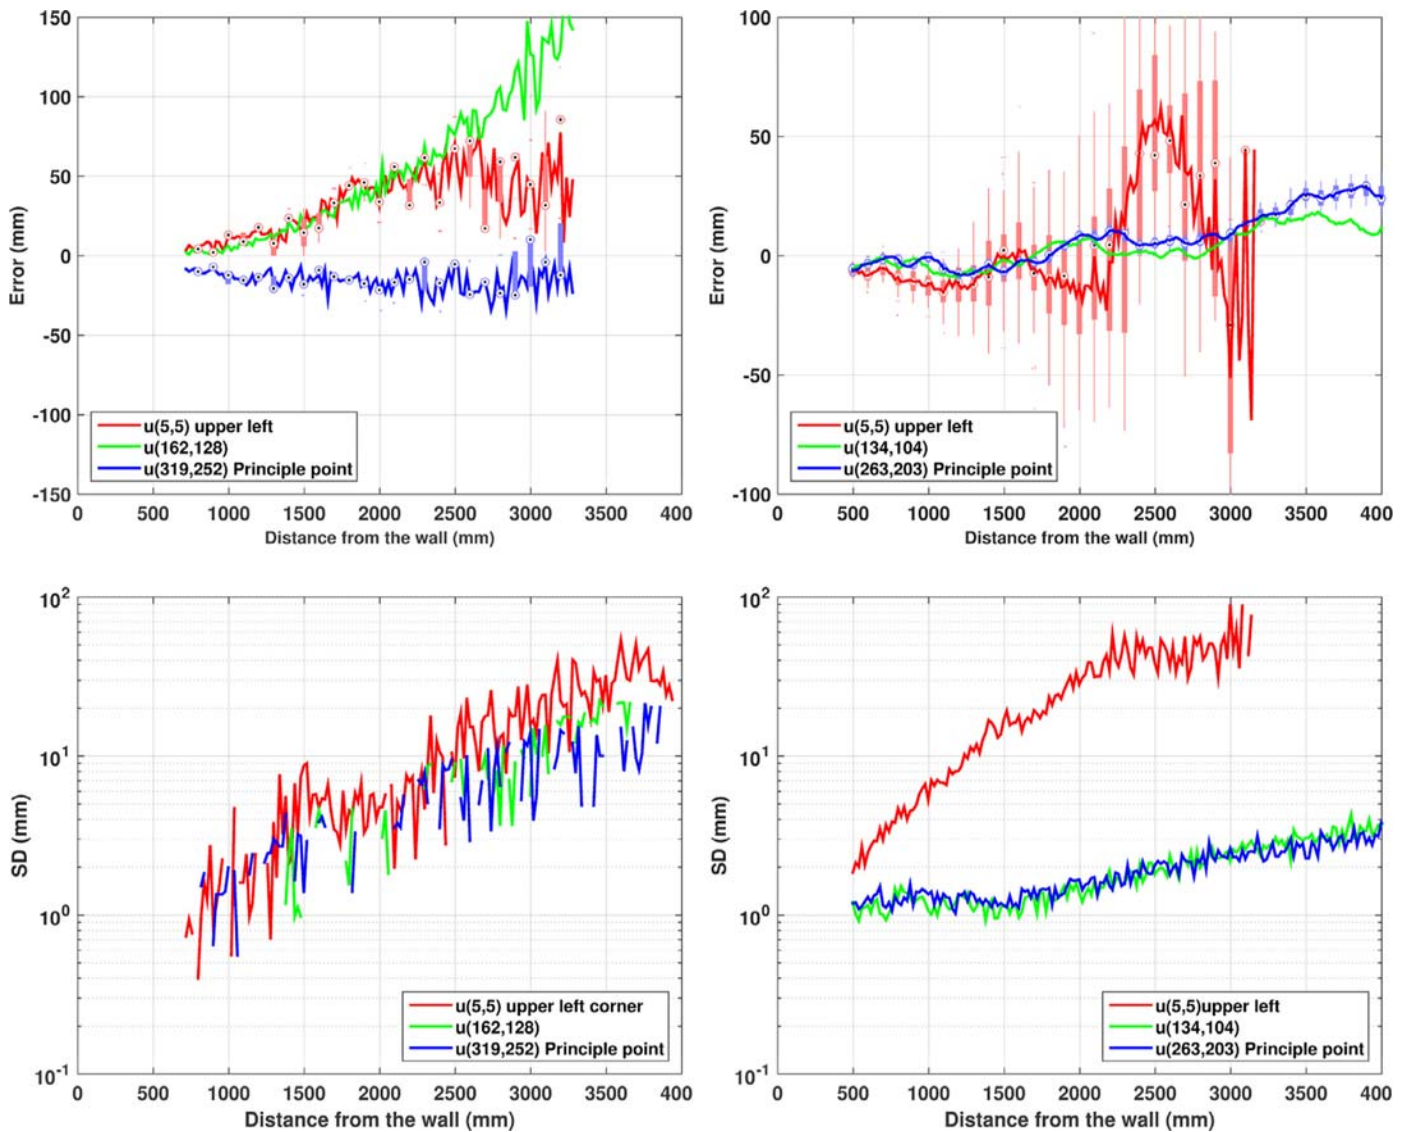 150
100
50
0
-50
-100
-150
Error (mm)
u(5,5) upper left
u(162,128)
u(319,252) Principle point
0 500 1000 1500 2000 2500 3000 3500 400
Distance from the wall (mm)
100
50
0
-50
-100
Error (mm)
u(5,5) upper left
u(134,104)
u(263,203) Principle point
0 500 1000 1500 2000 2500 3000 3500 400
Distance from the wall (mm)
10^2
10^1
10^0
10^-1
SD (mm)
u(5,5) upper left corner
u(162,128)
u(319,252) Principle point
0 500 1000 1500 2000 2500 3000 3500 400
Distance from the wall (mm)
10^2
10^1
10^0
10^-1
SD (mm)
u(5,5)upper left
u(134,104)
u(263,203) Principle point
0 500 1000 1500 2000 2500 3000 3500 400
Distance from the wall (mm)